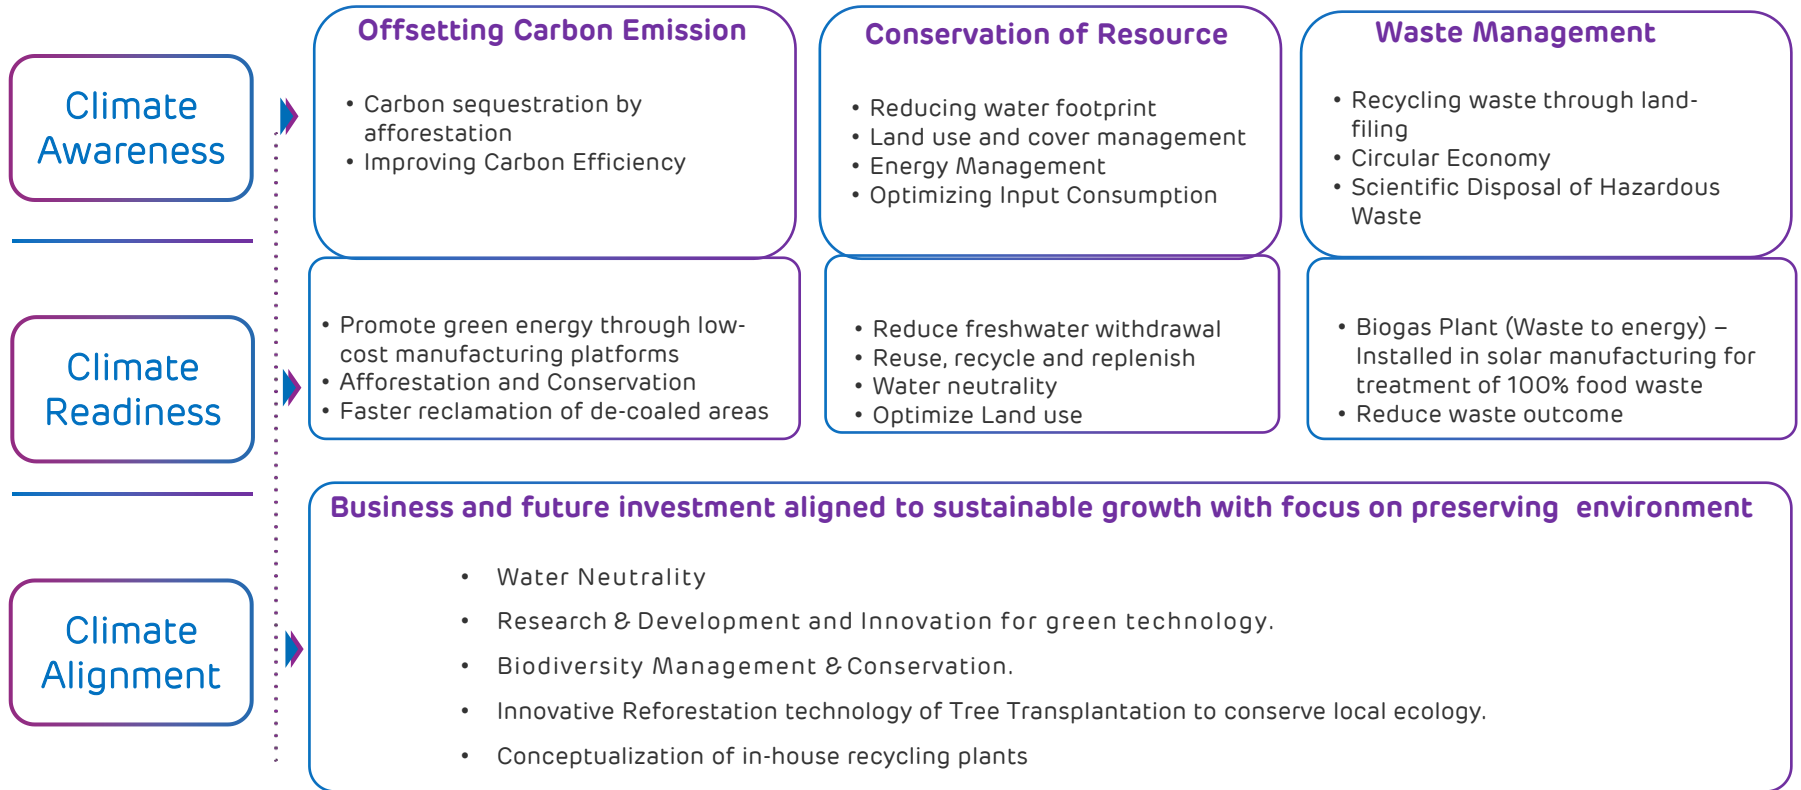 Climate
Awareness
Offsetting Carbon Emission
• Carbon sequestration by
afforestation
• Improving Carbon Efficiency
Conservation of Resource
• Reducing water footprint
• Land use and cover management
• Energy Management
• Optimizing Input Consumption
Waste Management
• Recycling waste through land-
filing
• Circular Economy
• Scientific Disposal of Hazardous
Waste
Climate
Readiness
• Promote green energy through low-
cost manufacturing platforms
• Afforestation and Conservation
• Faster reclamation of de-coaled areas
• Reduce freshwater withdrawal
• Reuse, recycle and replenish
• Water neutrality
• Optimize Land use
• Biogas Plant (Waste to energy) –
Installed in solar manufacturing for
treatment of 100% food waste
• Reduce waste outcome
Climate
Alignment
Business and future investment aligned to sustainable growth with focus on preserving environment
• Water Neutrality
• Research & Development and Innovation for green technology.
• Biodiversity Management & Conservation.
• Innovative Reforestation technology of Tree Transplantation to conserve local ecology.
• Conceptualization of in-house recycling plants